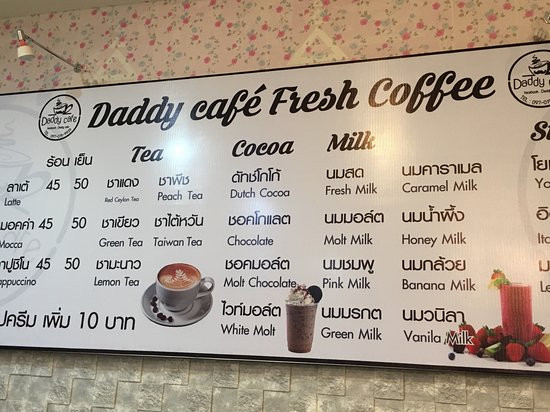 Daddy cafe
Daddy café Fresh Coffee
Daddy cafe
ร้อน เย็น Tea Cocoa Milk
ลาเต้ 45 50 ชาแดง ชาพีช ดัทช์โกโก้ นมสด นมคาราเมล
Latte Red Ceylon Tea Peach Tea Dutch Cocoa Fresh Milk Caramel Milk
มอคค่า 45 50 ชาเขียว ชาไต้หวัน ชอคโกแลต นมมอล์ต นมน้ำผึ้ง
Mocca Green Tea Taiwan Tea Chocolate Molt Milk Honey Milk
าปูชิโน 45 50 ชามะนาว ชอคมอล์ต นมชมพู นมกล้วย
appuccino Lemon Tea Molt Chocolate Pink Milk Banana Milk
ปครีม เพิ่ม 10 บาท ไวท์มอล์ต นมมรกต นมวนิลา
White Molt Green Milk Vanila Milk